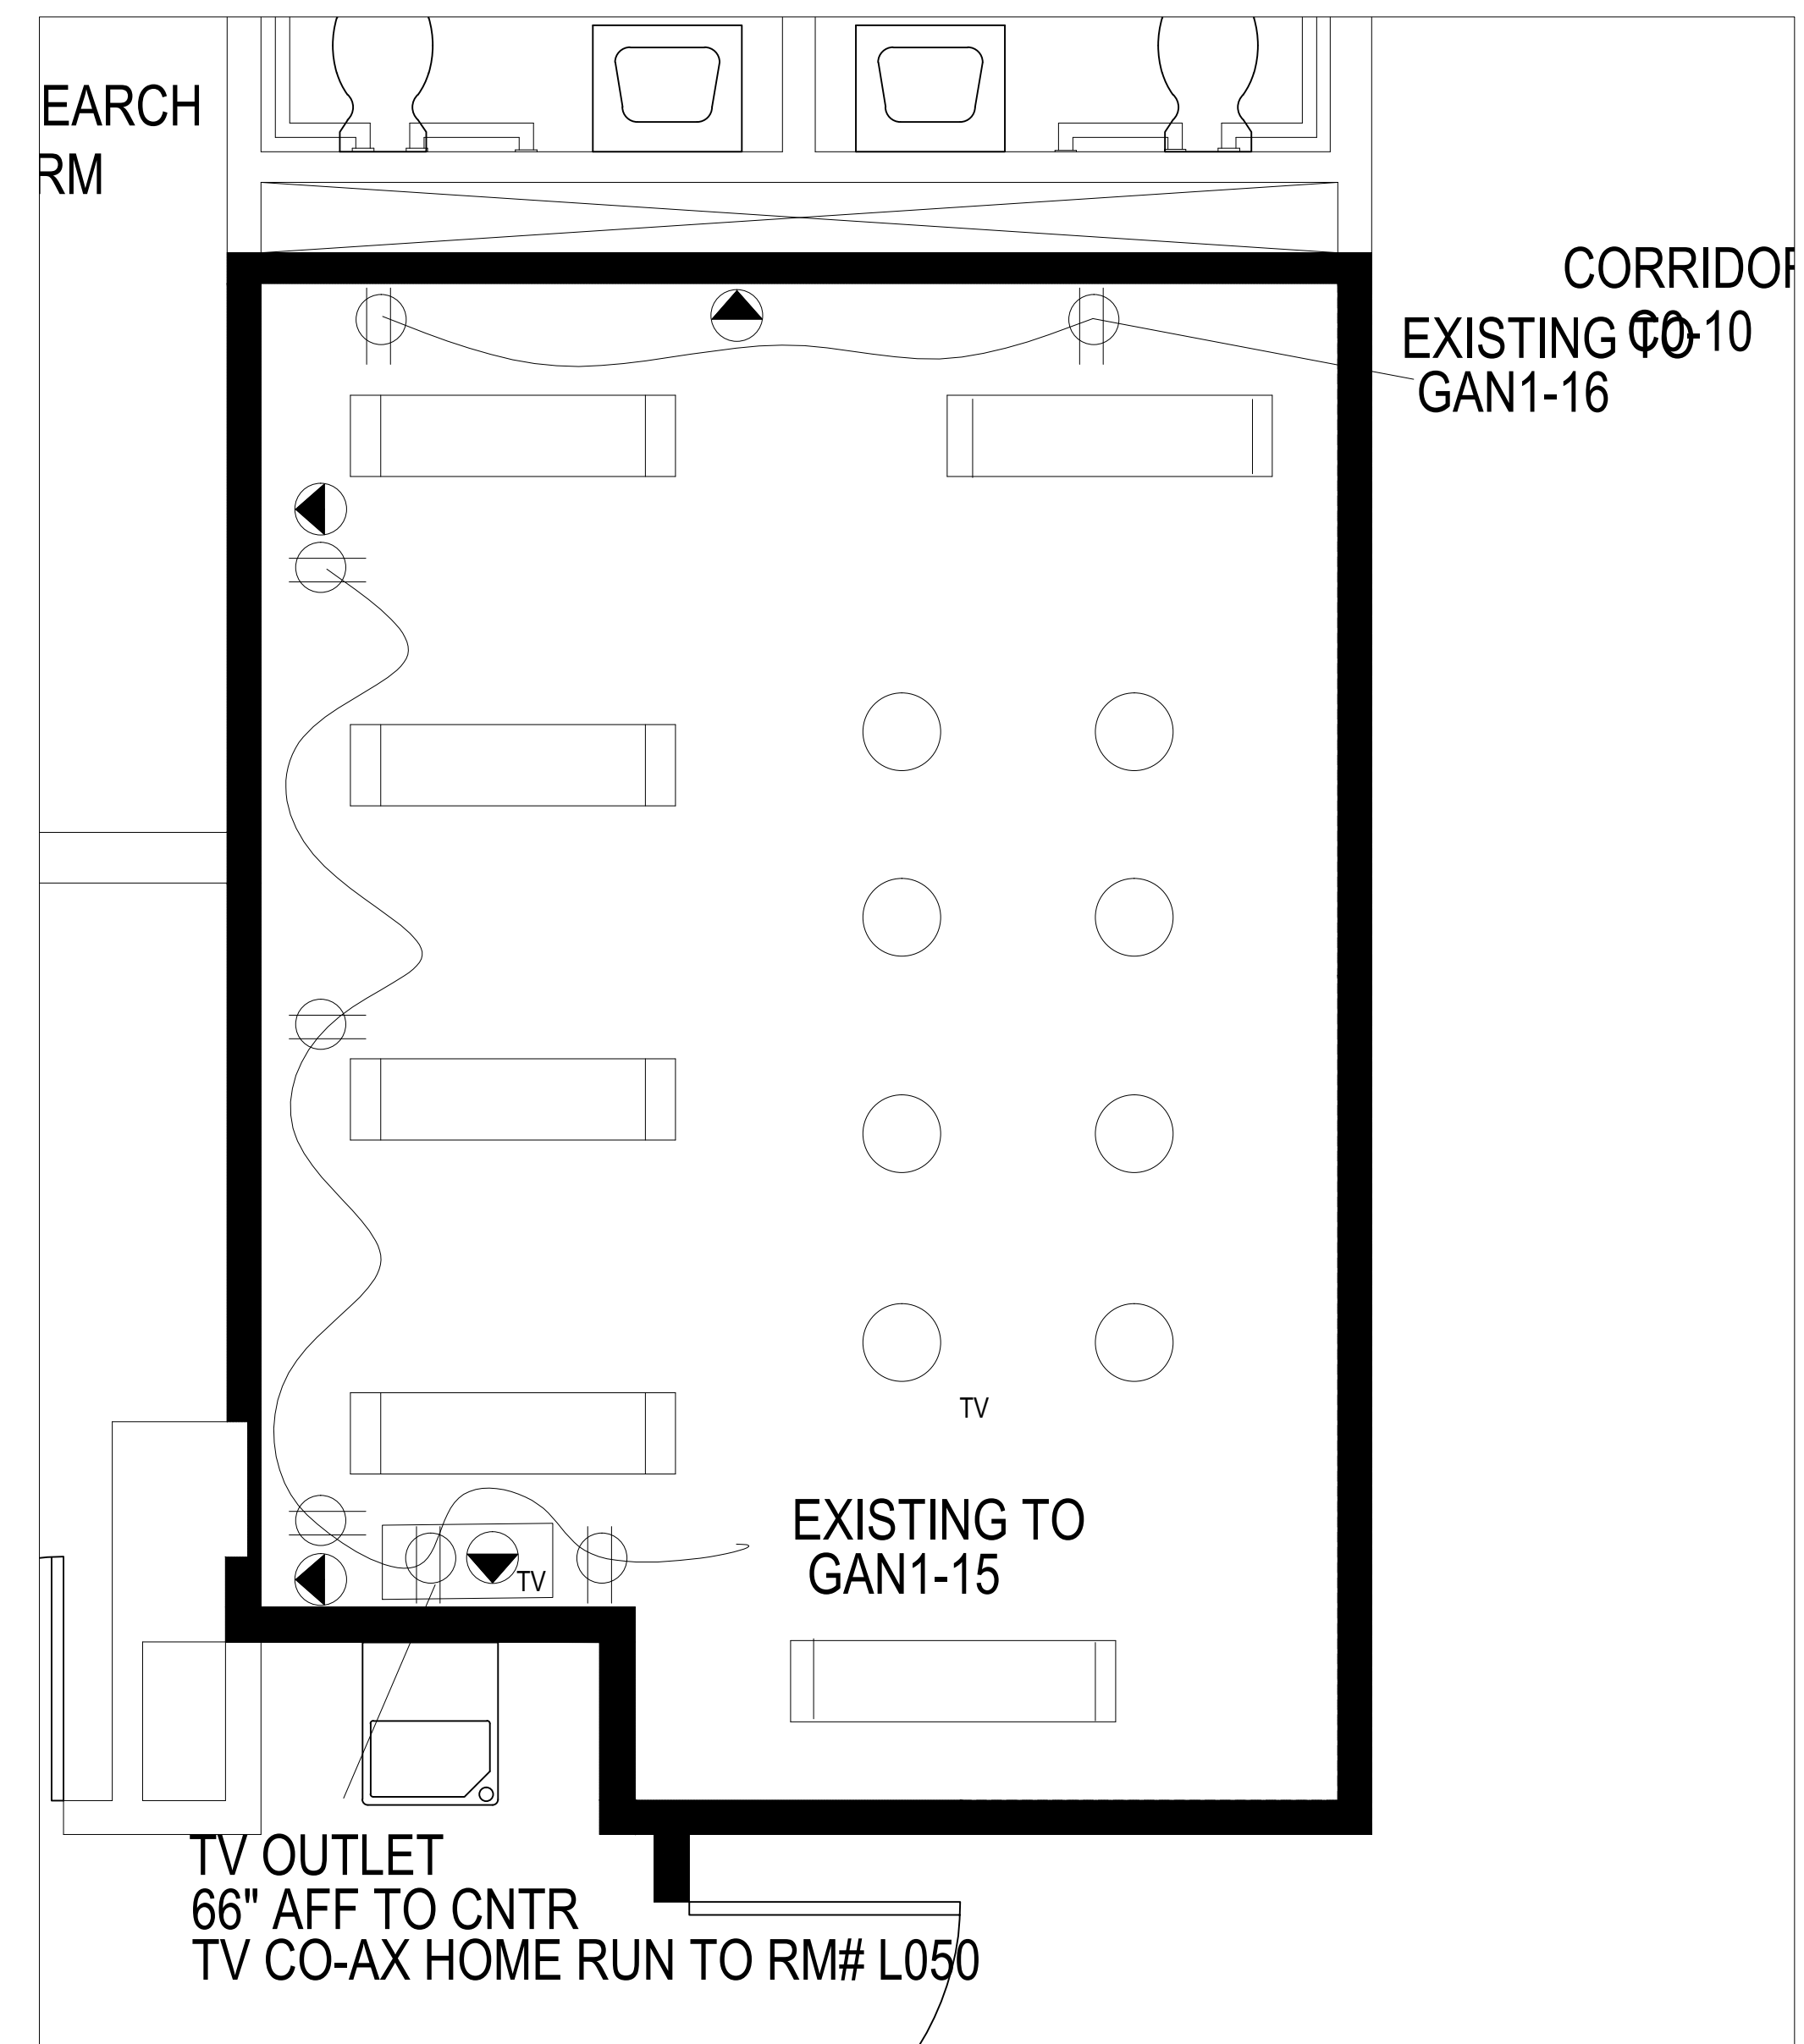 EARCH
RM
CORRIDOR
C0-10
EXISTING TO
GAN1-16
TV
EXISTING TO
GAN1-15
TV
TV OUTLET
66" AFF TO CNTR
TV CO-AX HOME RUN TO RM# L050